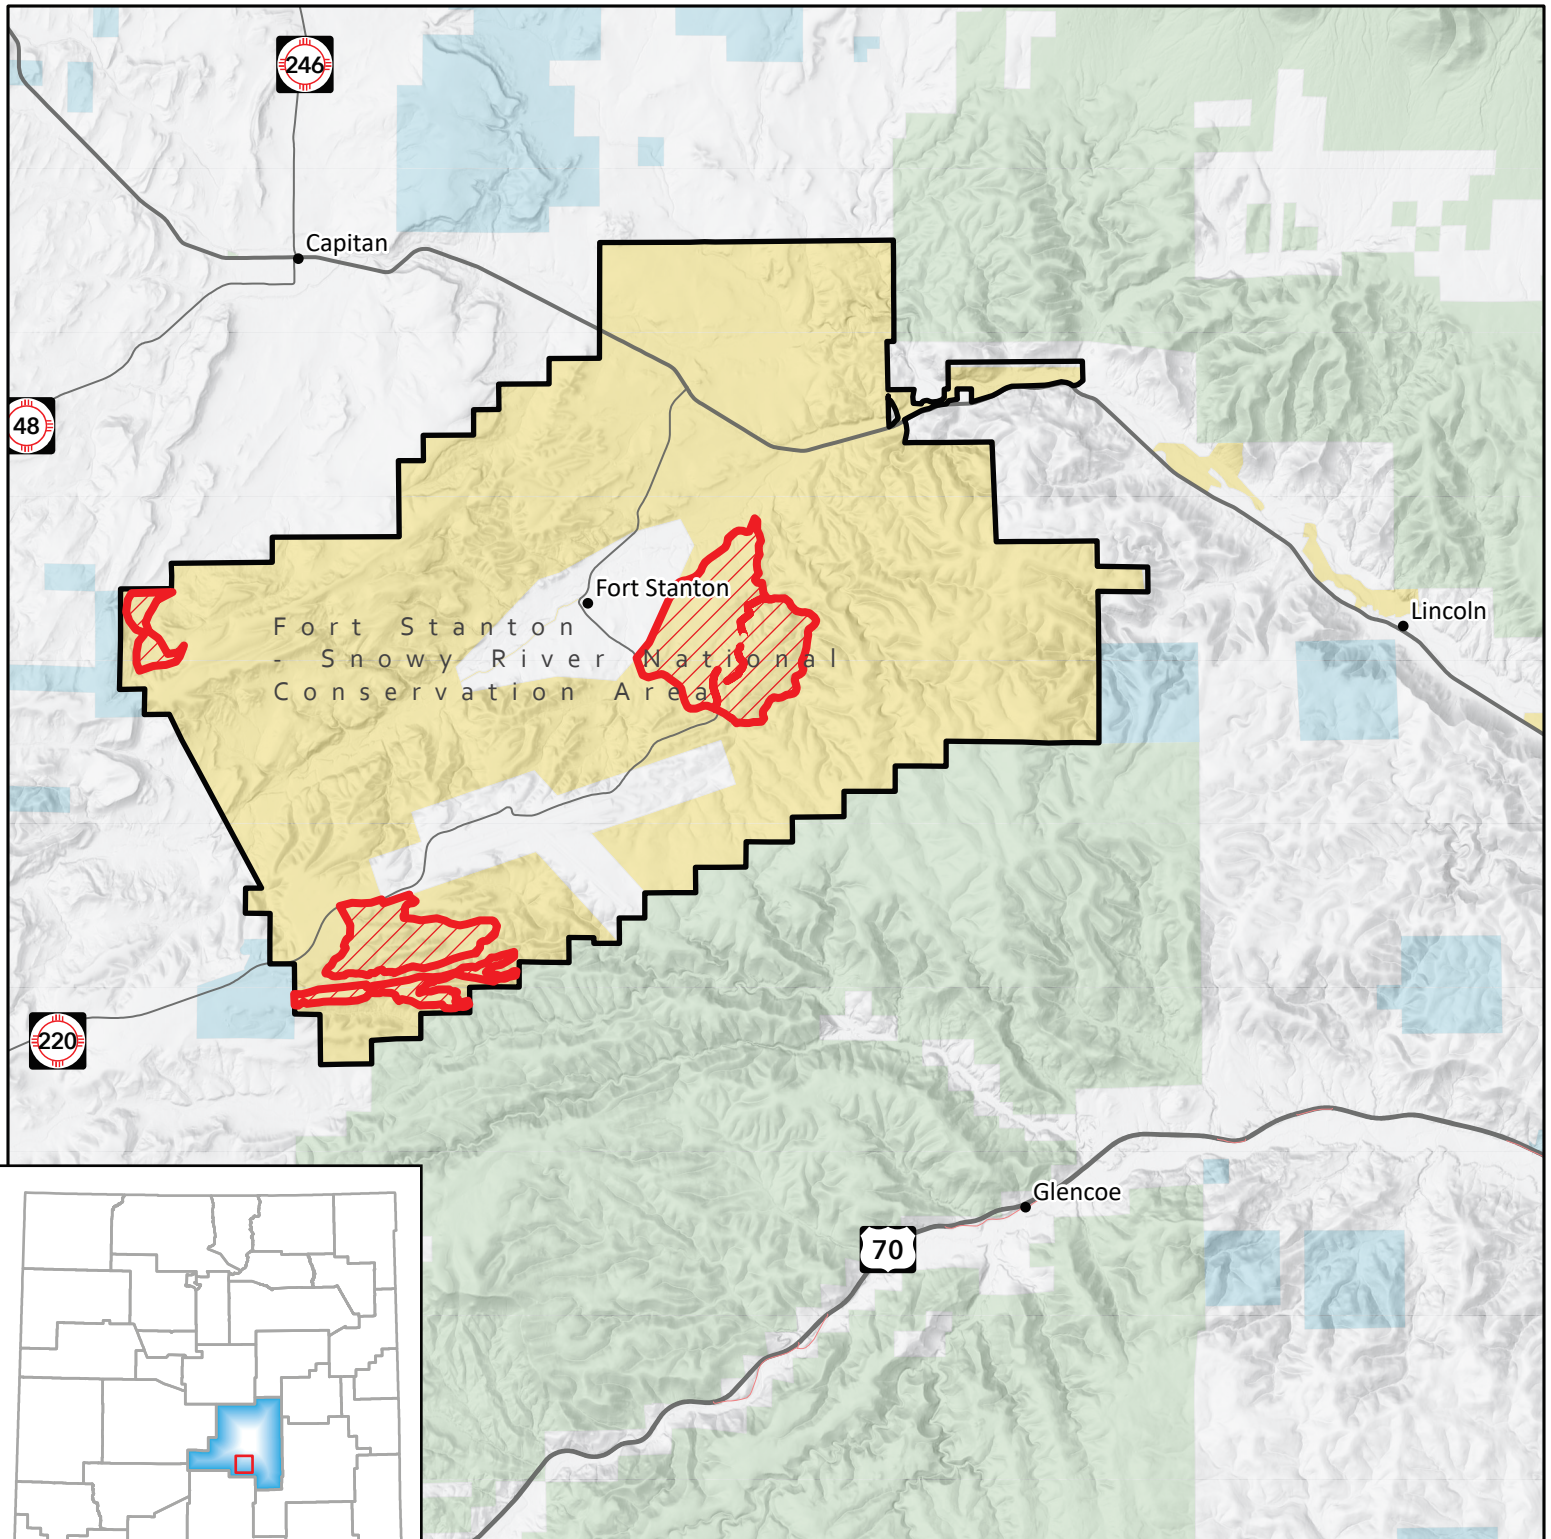 246
Capitan
48
Fort Stanton
Fort Stanton
- Snowy River National
Conservation Area
Lincoln
220
Glencoe
70